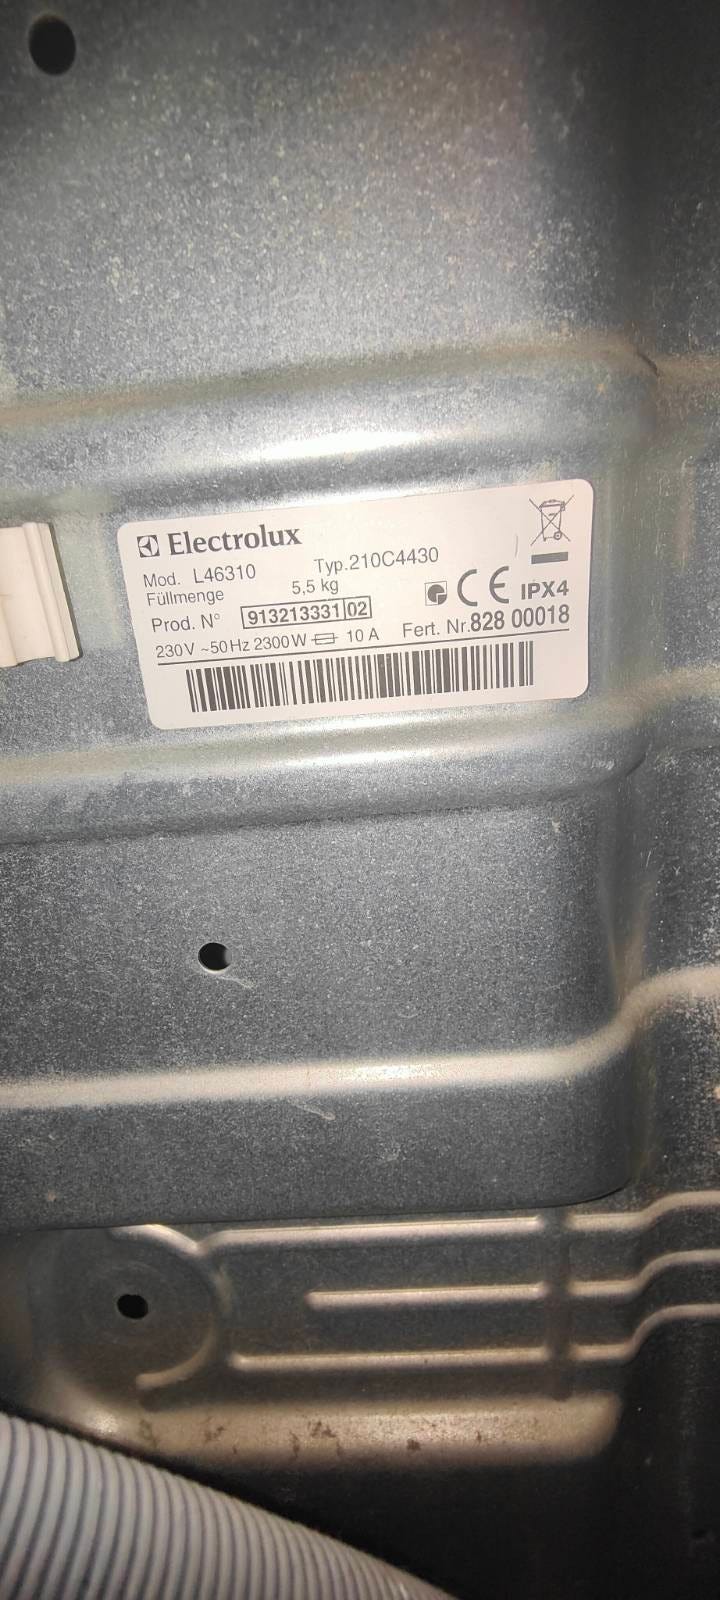 Electrolux
Mod. L46310 Typ.210C4430
Füllmenge 5,5 kg
Prod. N° 913213331 02
IPX4
230V ~50Hz 2300W 10 A Fert. Nr.828 00018